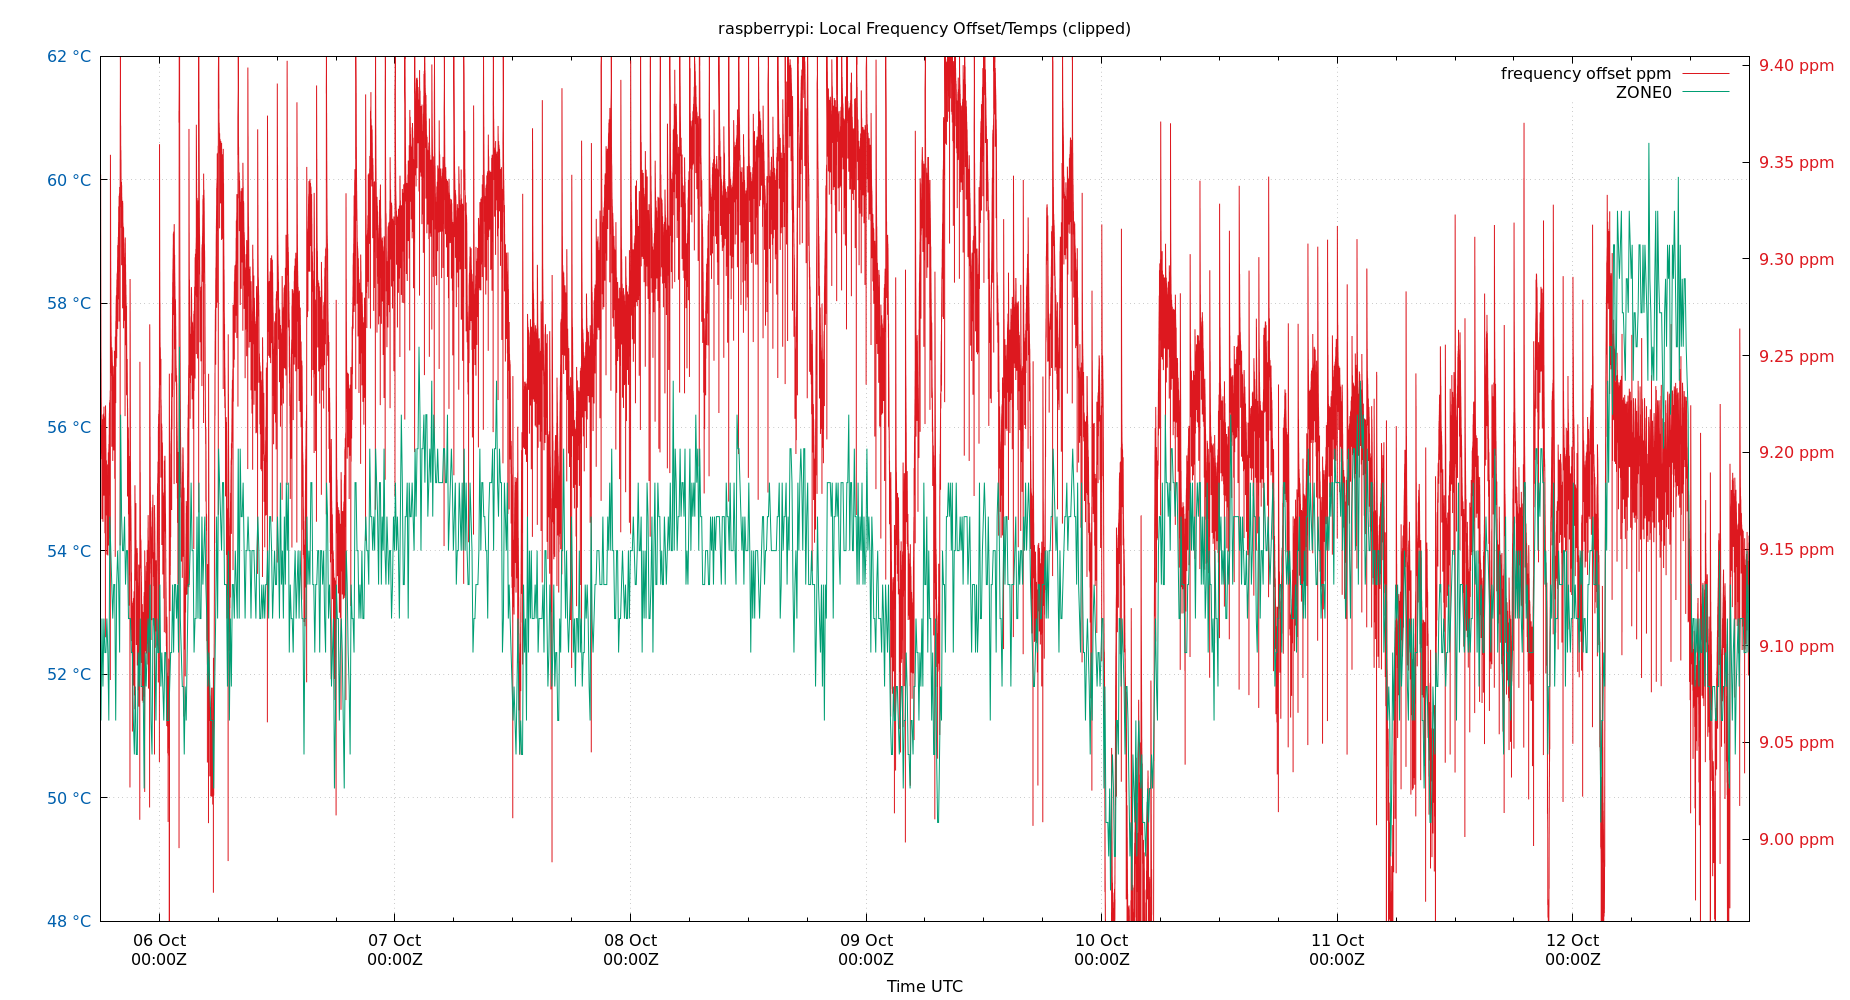 raspberrypi: Local Frequency Offset/Temps (clipped)
62 °C
60 °C
58 °C
56 °C
54 °C
52 °C
50 °C
48 °C
9.40 ppm
9.35 ppm
9.30 ppm
9.25 ppm
9.20 ppm
9.15 ppm
9.10 ppm
9.05 ppm
9.00 ppm
frequency offset ppm
ZONE0
06 Oct
00:00Z
07 Oct
00:00Z
08 Oct
00:00Z
09 Oct
00:00Z
10 Oct
00:00Z
11 Oct
00:00Z
12 Oct
00:00Z
Time UTC